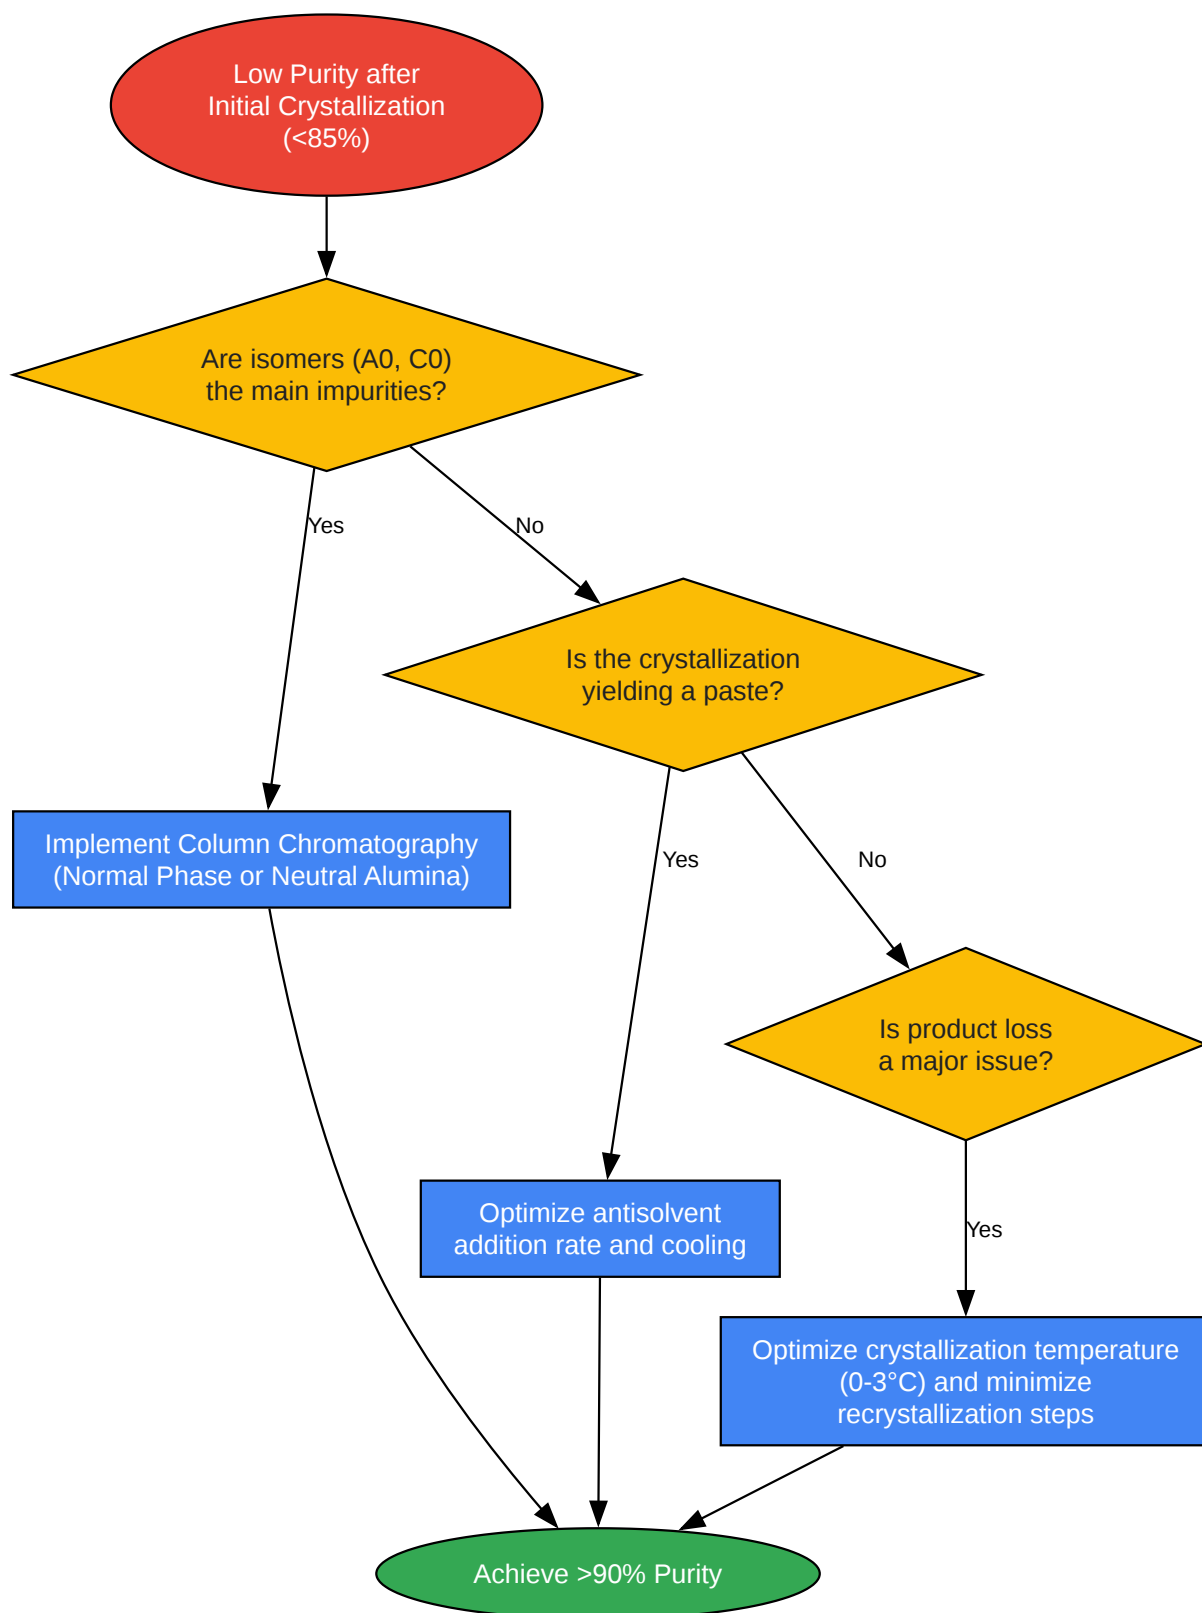 Low Purity after
Initial Crystallization
(<85%)
Are isomers (A0, C0)
the main impurities?
Yes
No
Is the crystallization
yielding a paste?
Implement Column Chromatography
(Normal Phase or Neutral Alumina)
Yes
No
Is product loss
a major issue?
Optimize antisolvent
addition rate and cooling
Yes
Optimize crystallization temperature
(0-3°C) and minimize
recrystallization steps
Achieve >90% Purity